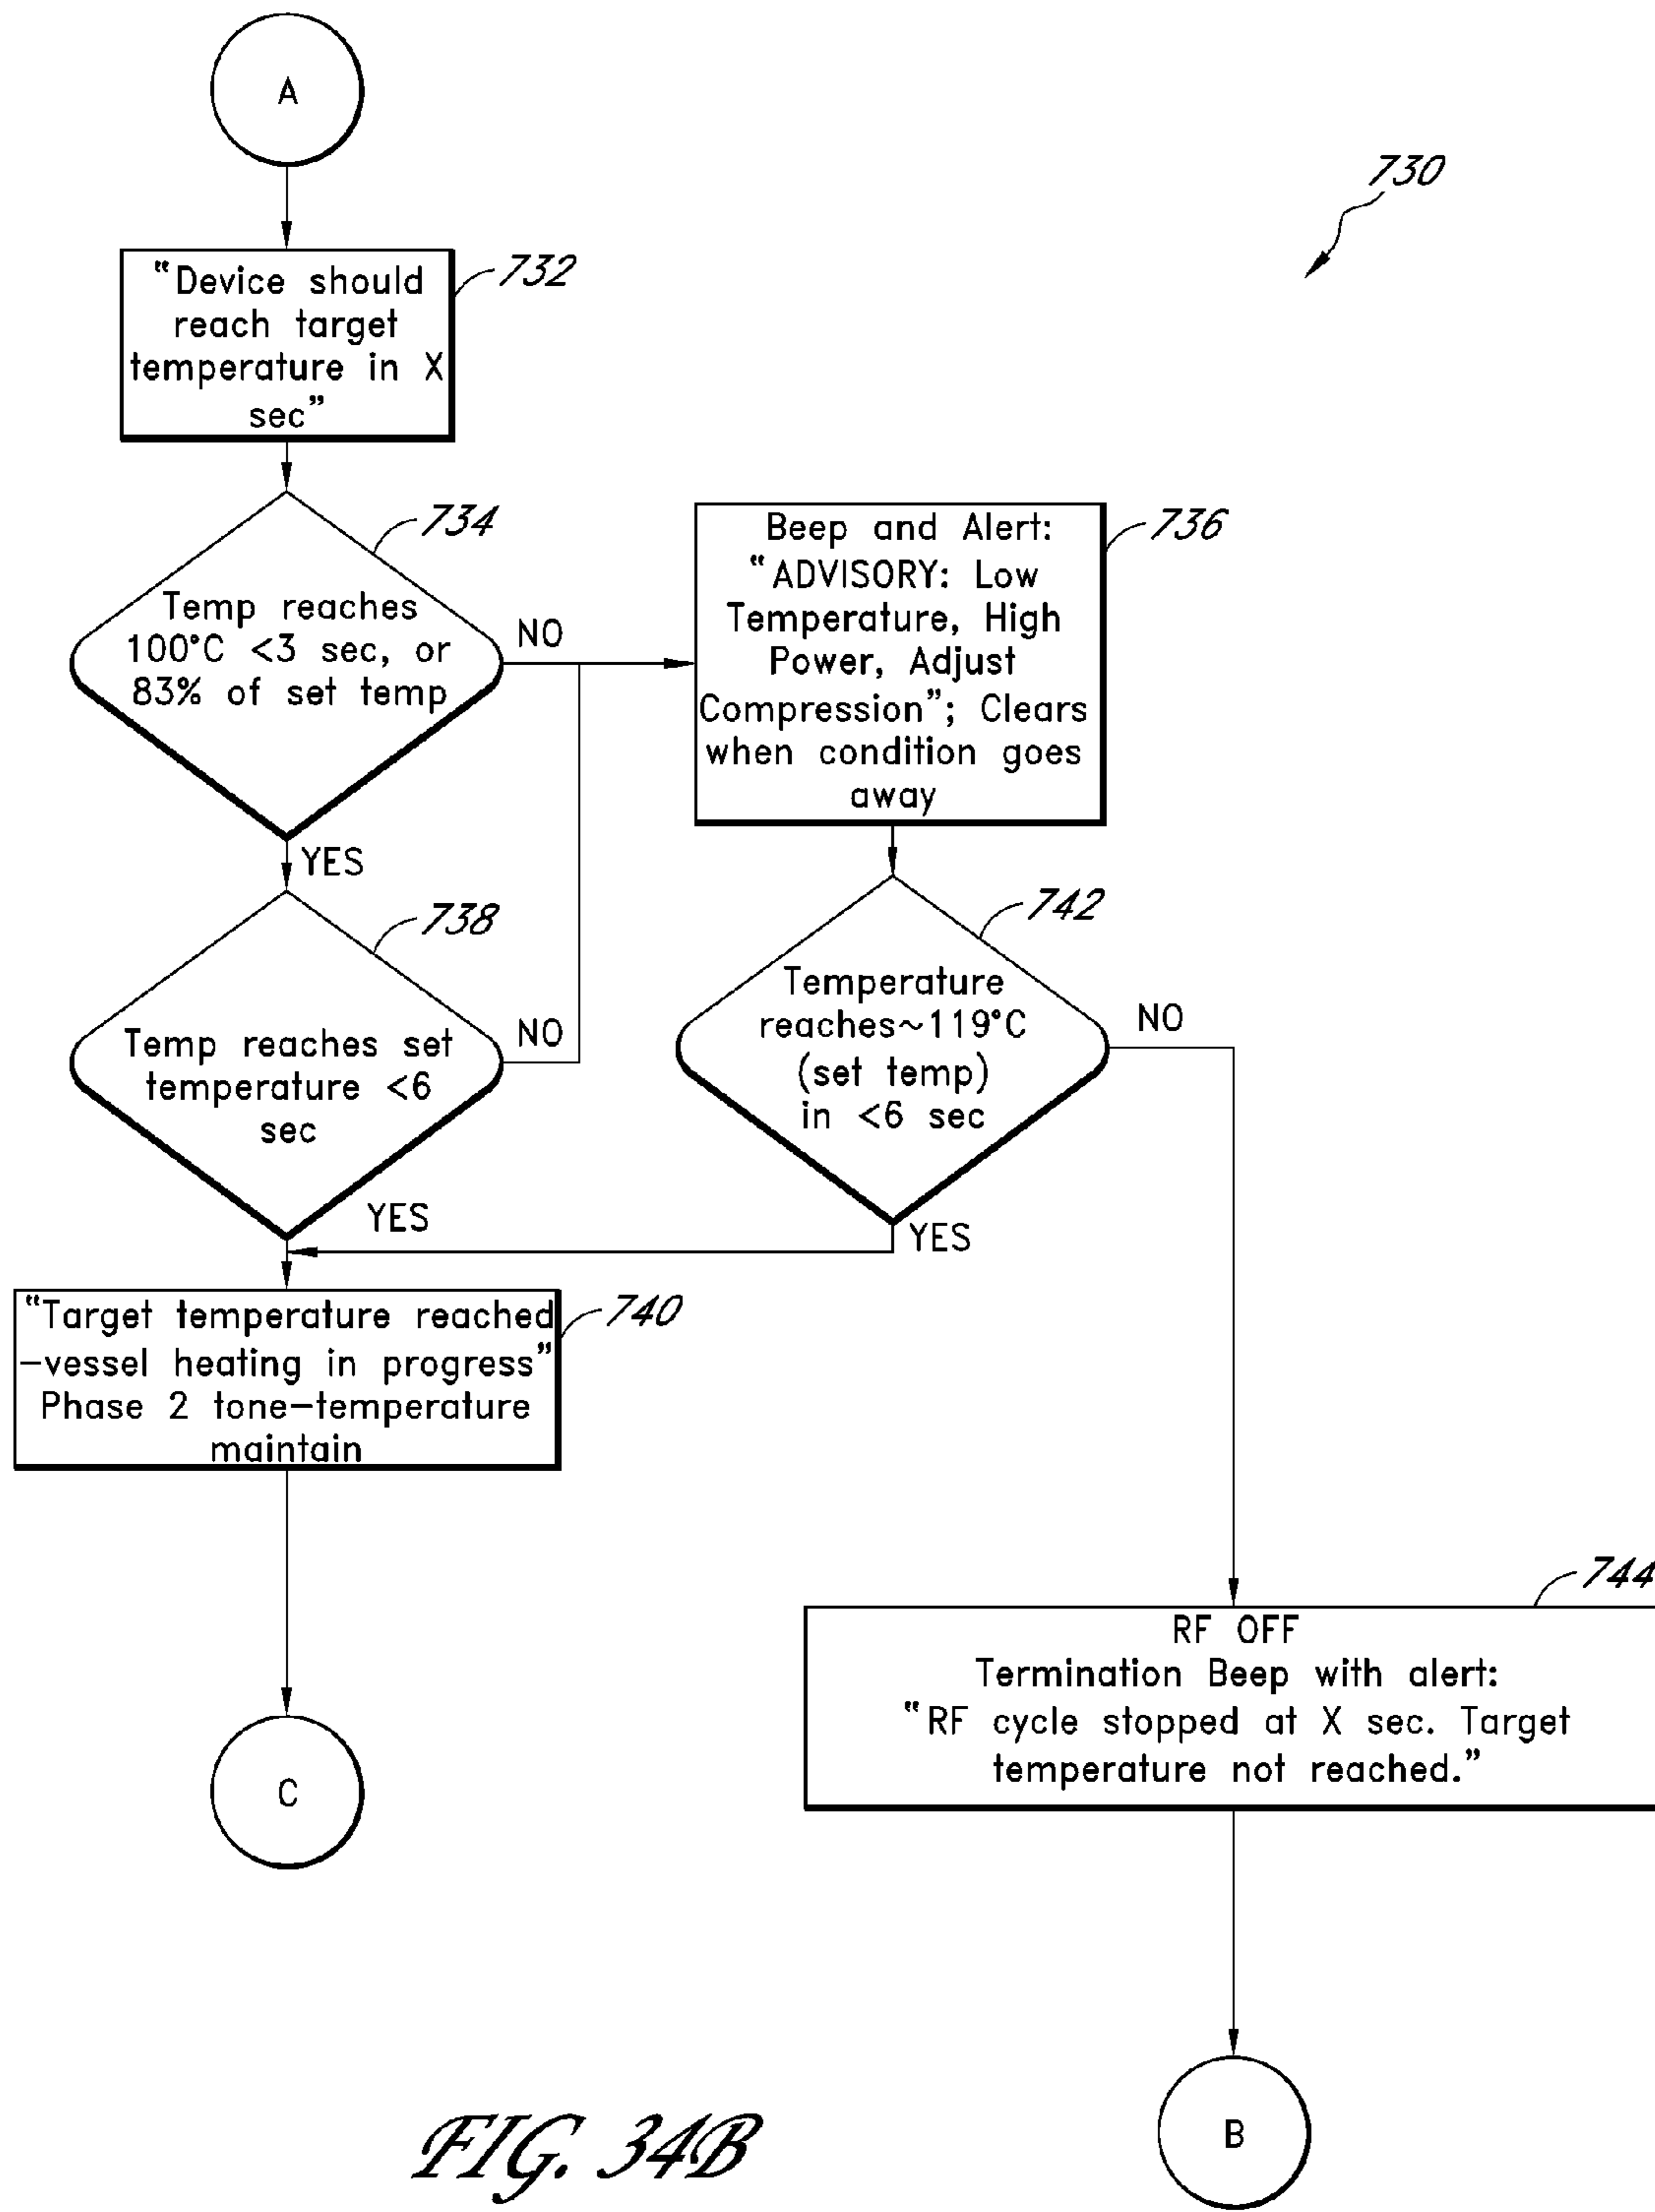 A
730
"Device should
reach target
temperature in X
sec"
732
734
Temp reaches
100°C <3 sec, or
83% of set temp
NO
YES
Beep and Alert:
"ADVISORY: Low
Temperature, High
Power, Adjust
Compression"; Clears
when condition goes
away
736
738
Temp reaches set
temperature <6
sec
NO
YES
742
Temperature
reaches~119°C
(set temp)
in <6 sec
NO
YES
"Target temperature reached
-vessel heating in progress"
Phase 2 tone-temperature
maintain
740
744
RF OFF
Termination Beep with alert:
"RF cycle stopped at X sec. Target
temperature not reached."
C
B
FIG. 34B